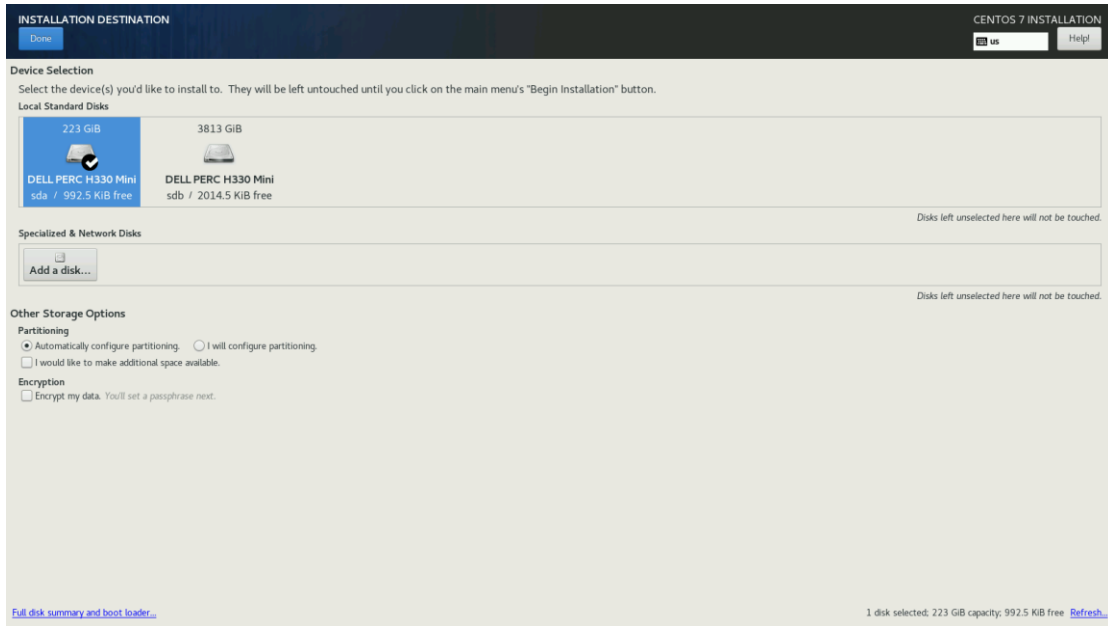 INSTALLATION DESTINATION
CENTOS 7 INSTALLATION
Done
us
Help!
Device Selection
Select the device(s) you'd like to install to. They will be left untouched until you click on the main menu's "Begin Installation" button.
Local Standard Disks
223 GiB
DELL PERC H330 Mini
sda / 992.5 KiB free
3813 GiB
DELL PERC H330 Mini
sdb / 2014.5 KiB free
Disks left unselected here will not be touched.
Specialized & Network Disks
Add a disk...
Disks left unselected here will not be touched.
Other Storage Options
Partitioning
Automatically configure partitioning. I will configure partitioning.
I would like to make additional space available.
Encryption
Encrypt my data. You'll set a passphrase next.
Full disk summary and boot loader...
1 disk selected; 223 GiB capacity; 992.5 KiB free Refresh...